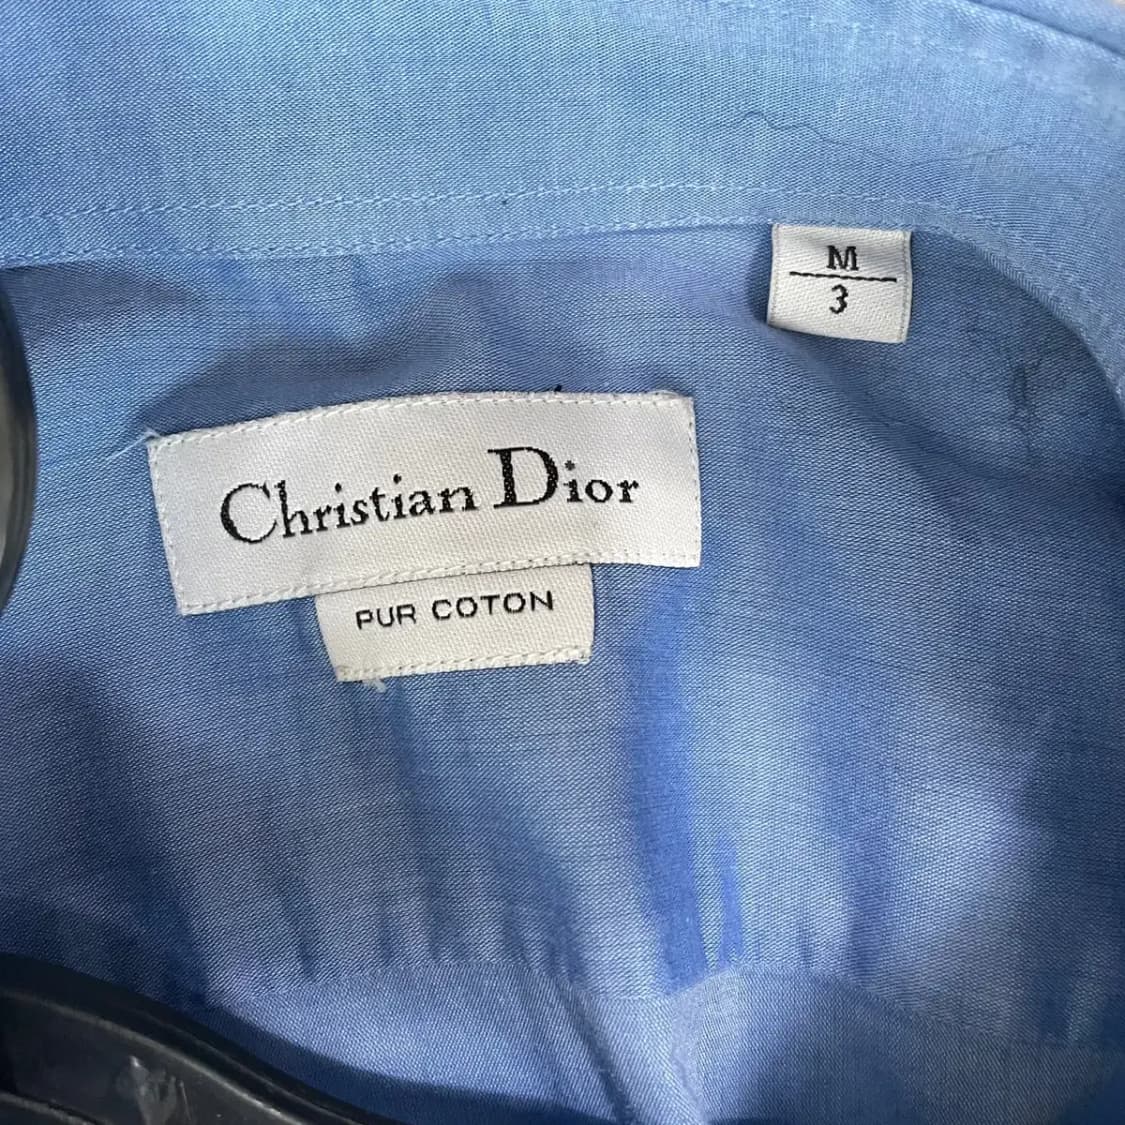 M
3
Christian Dior
PUR COTON